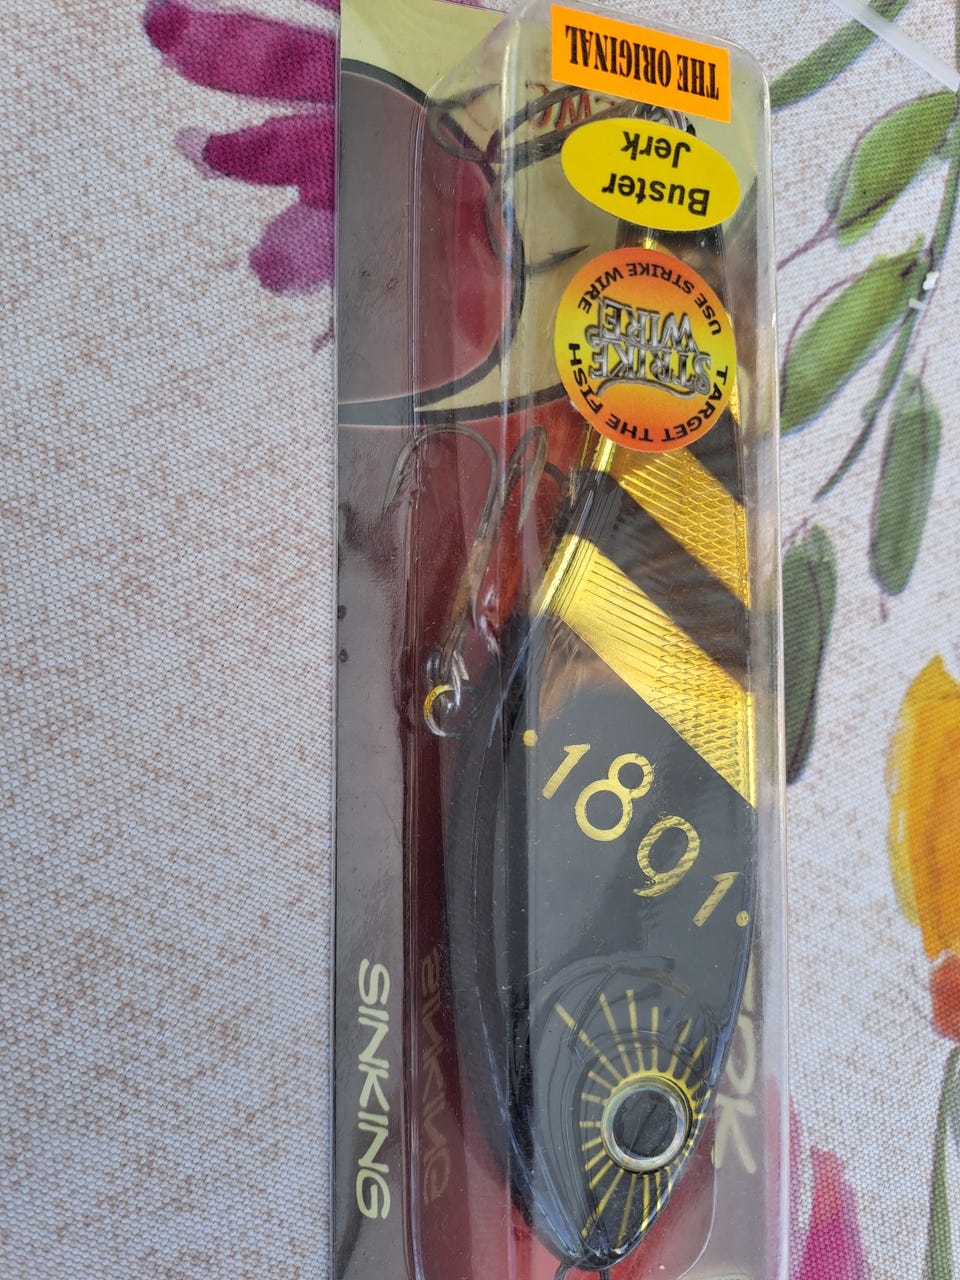 THE ORIGINAL
Buster
Jerk
USE STRIKE WIRE
STRIKE
WIRE
TARGET THE FISH
·1891·
SINKING